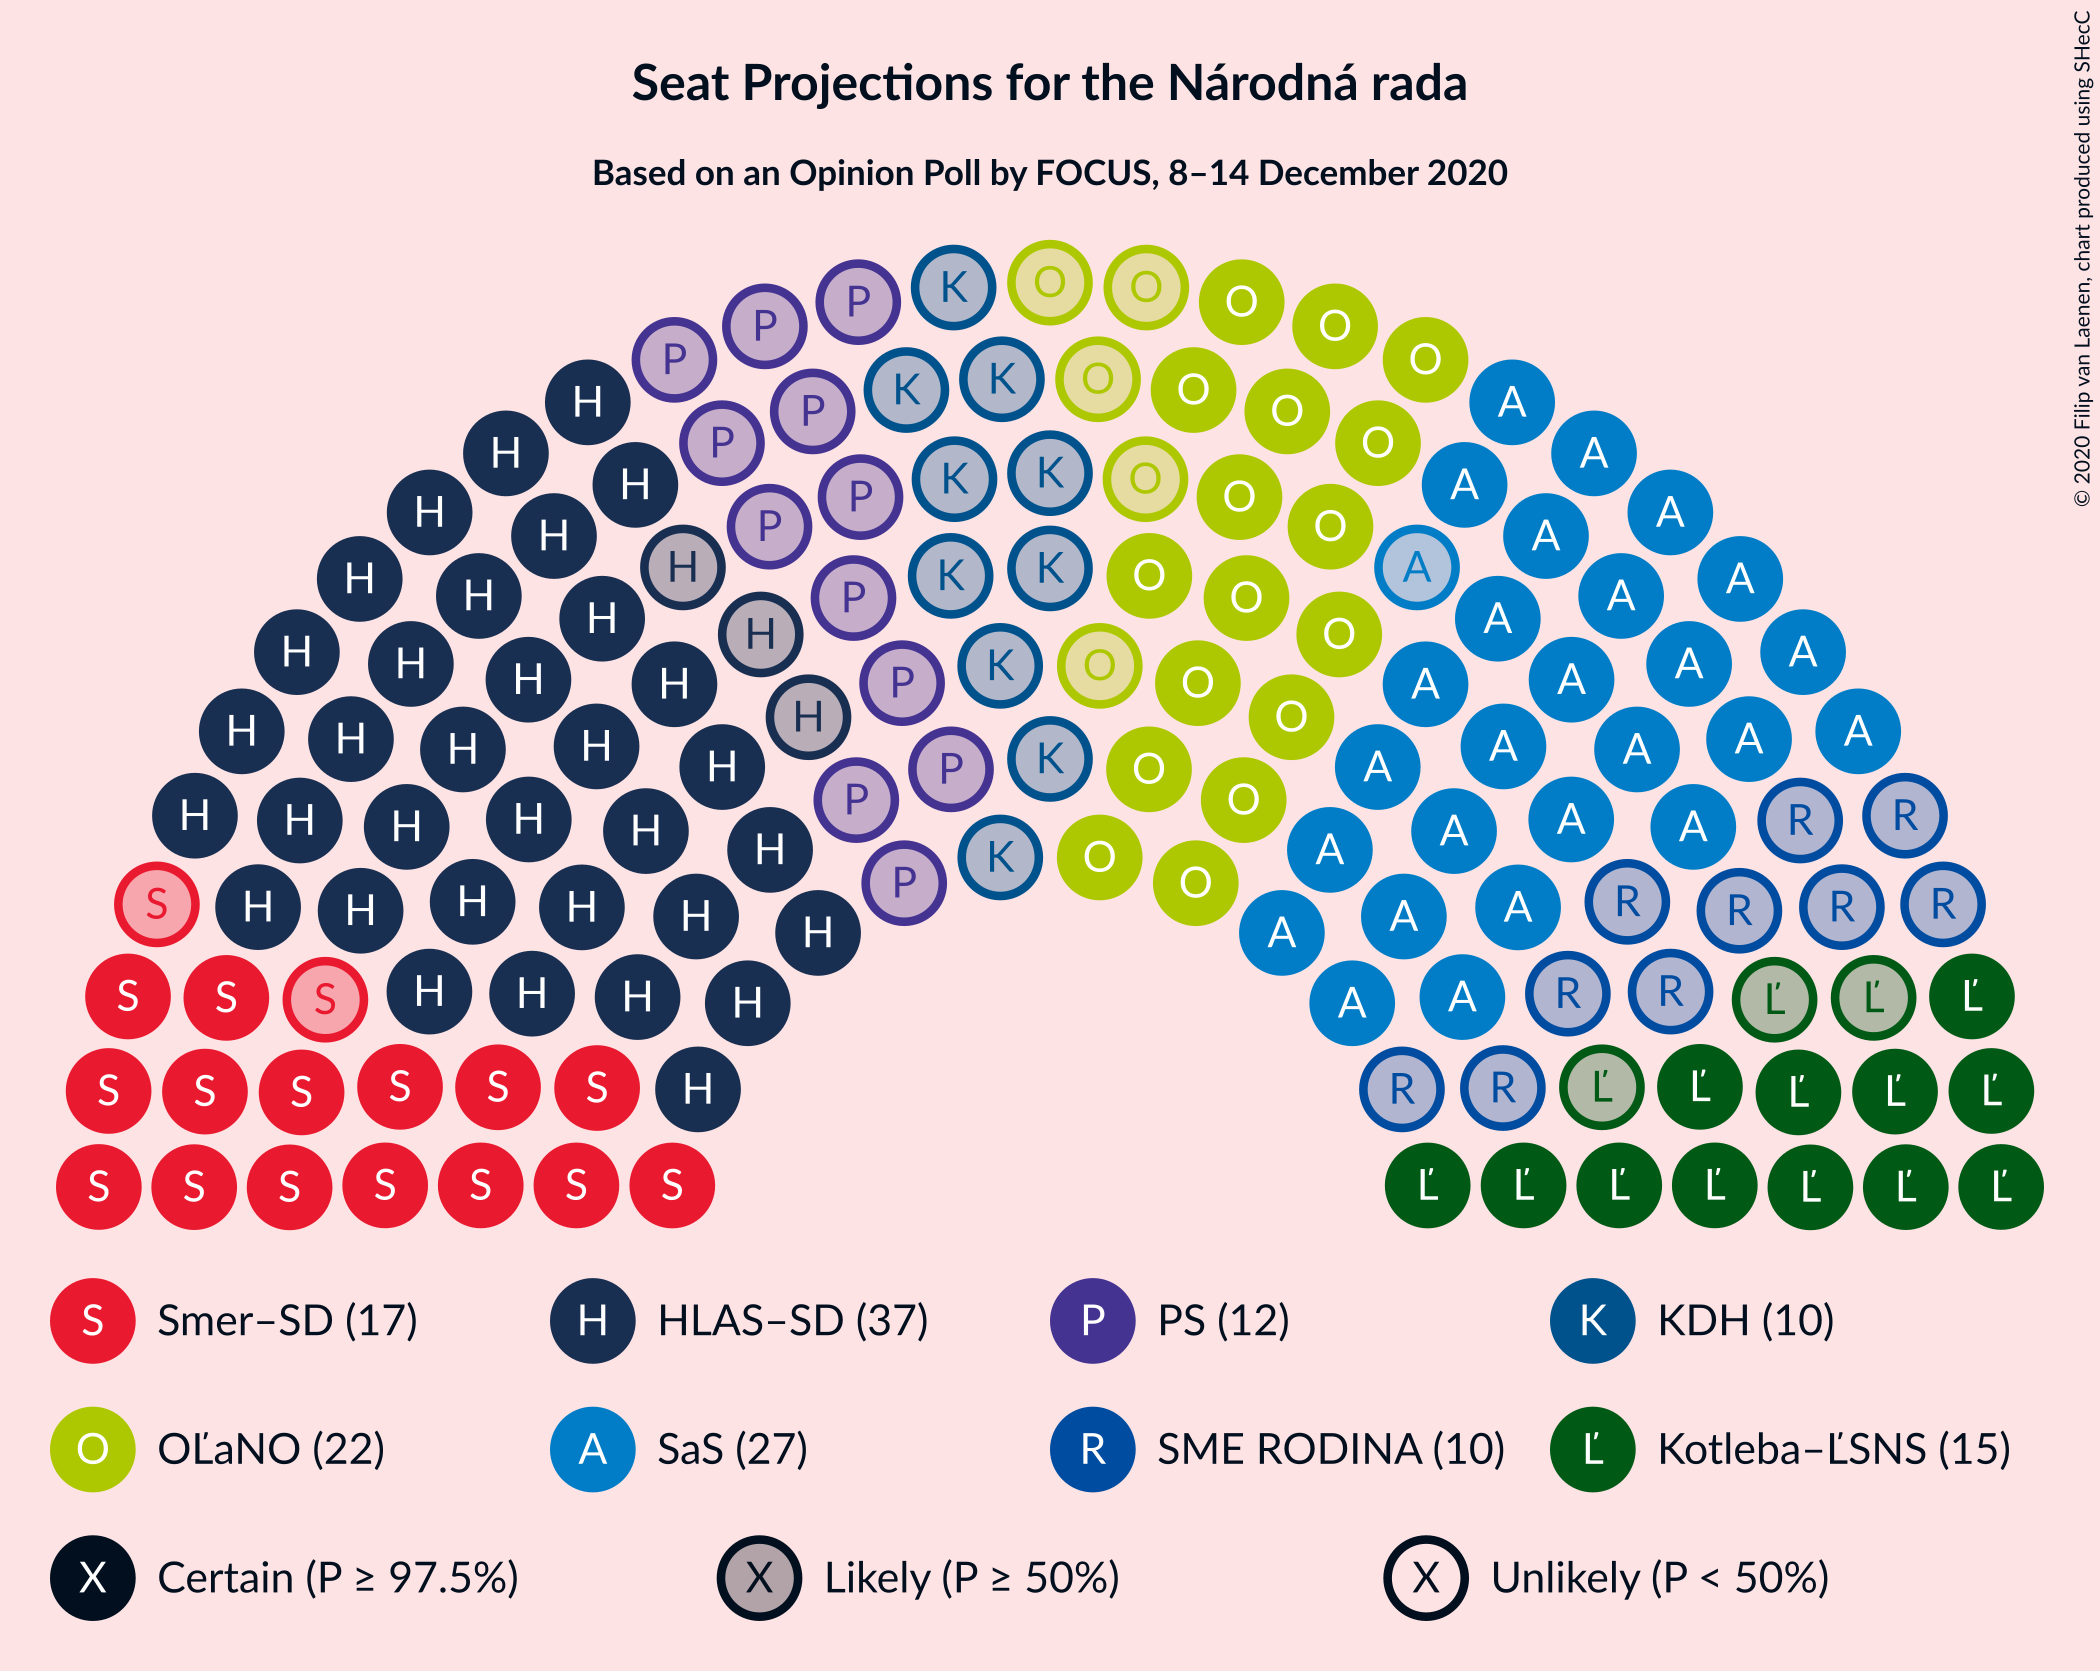 Seat Projections for the Národná rada
Based on an Opinion Poll by FOCUS, 8–14 December 2020
© 2020 Filip van Laenen, chart produced using SHecC
P P P K O O O O O
H P P K K O O O O A
H H P P K K O O O A A A
H H H P K K O O O A A A
H H H H P K O O O A A A A
H H H H H P P K O O A A A A A
H H H H H P K O O A A A A A
H H H H H H A A A A R R
S H H H H H H A A A R R R R
S S S H H H H A A R R Ľ Ľ Ľ
S S S S S S H R R Ľ Ľ Ľ Ľ Ľ
S S S S S S S Ľ Ľ Ľ Ľ Ľ Ľ Ľ
S Smer–SD (17) H HLAS–SD (37) P PS (12) K KDH (10)
O OĽaNO (22) A SaS (27) R SME RODINA (10) Ľ Kotleba–ĽSNS (15)
X Certain (P ≥ 97.5%) X Likely (P ≥ 50%) X Unlikely (P < 50%)